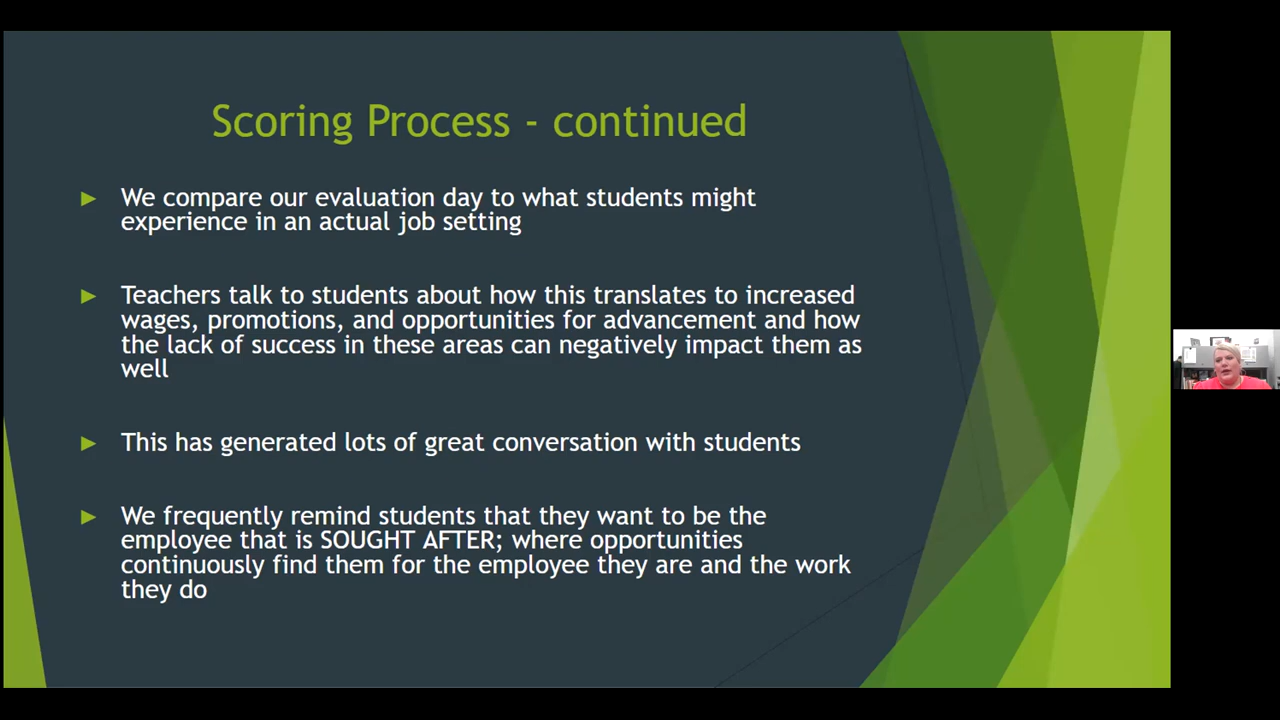 Scoring Process - continued
We compare our evaluation day to what students might
experience in an actual job setting
Teachers talk to students about how this translates to increased
wages, promotions, and opportunities for advancement and how
the lack of success in these areas can negatively impact them as
well
This has generated lots of great conversation with students
We frequently remind students that they want to be the
employee that is SOUGHT AFTER; where opportunities
continuously find them for the employee they are and the work
they do